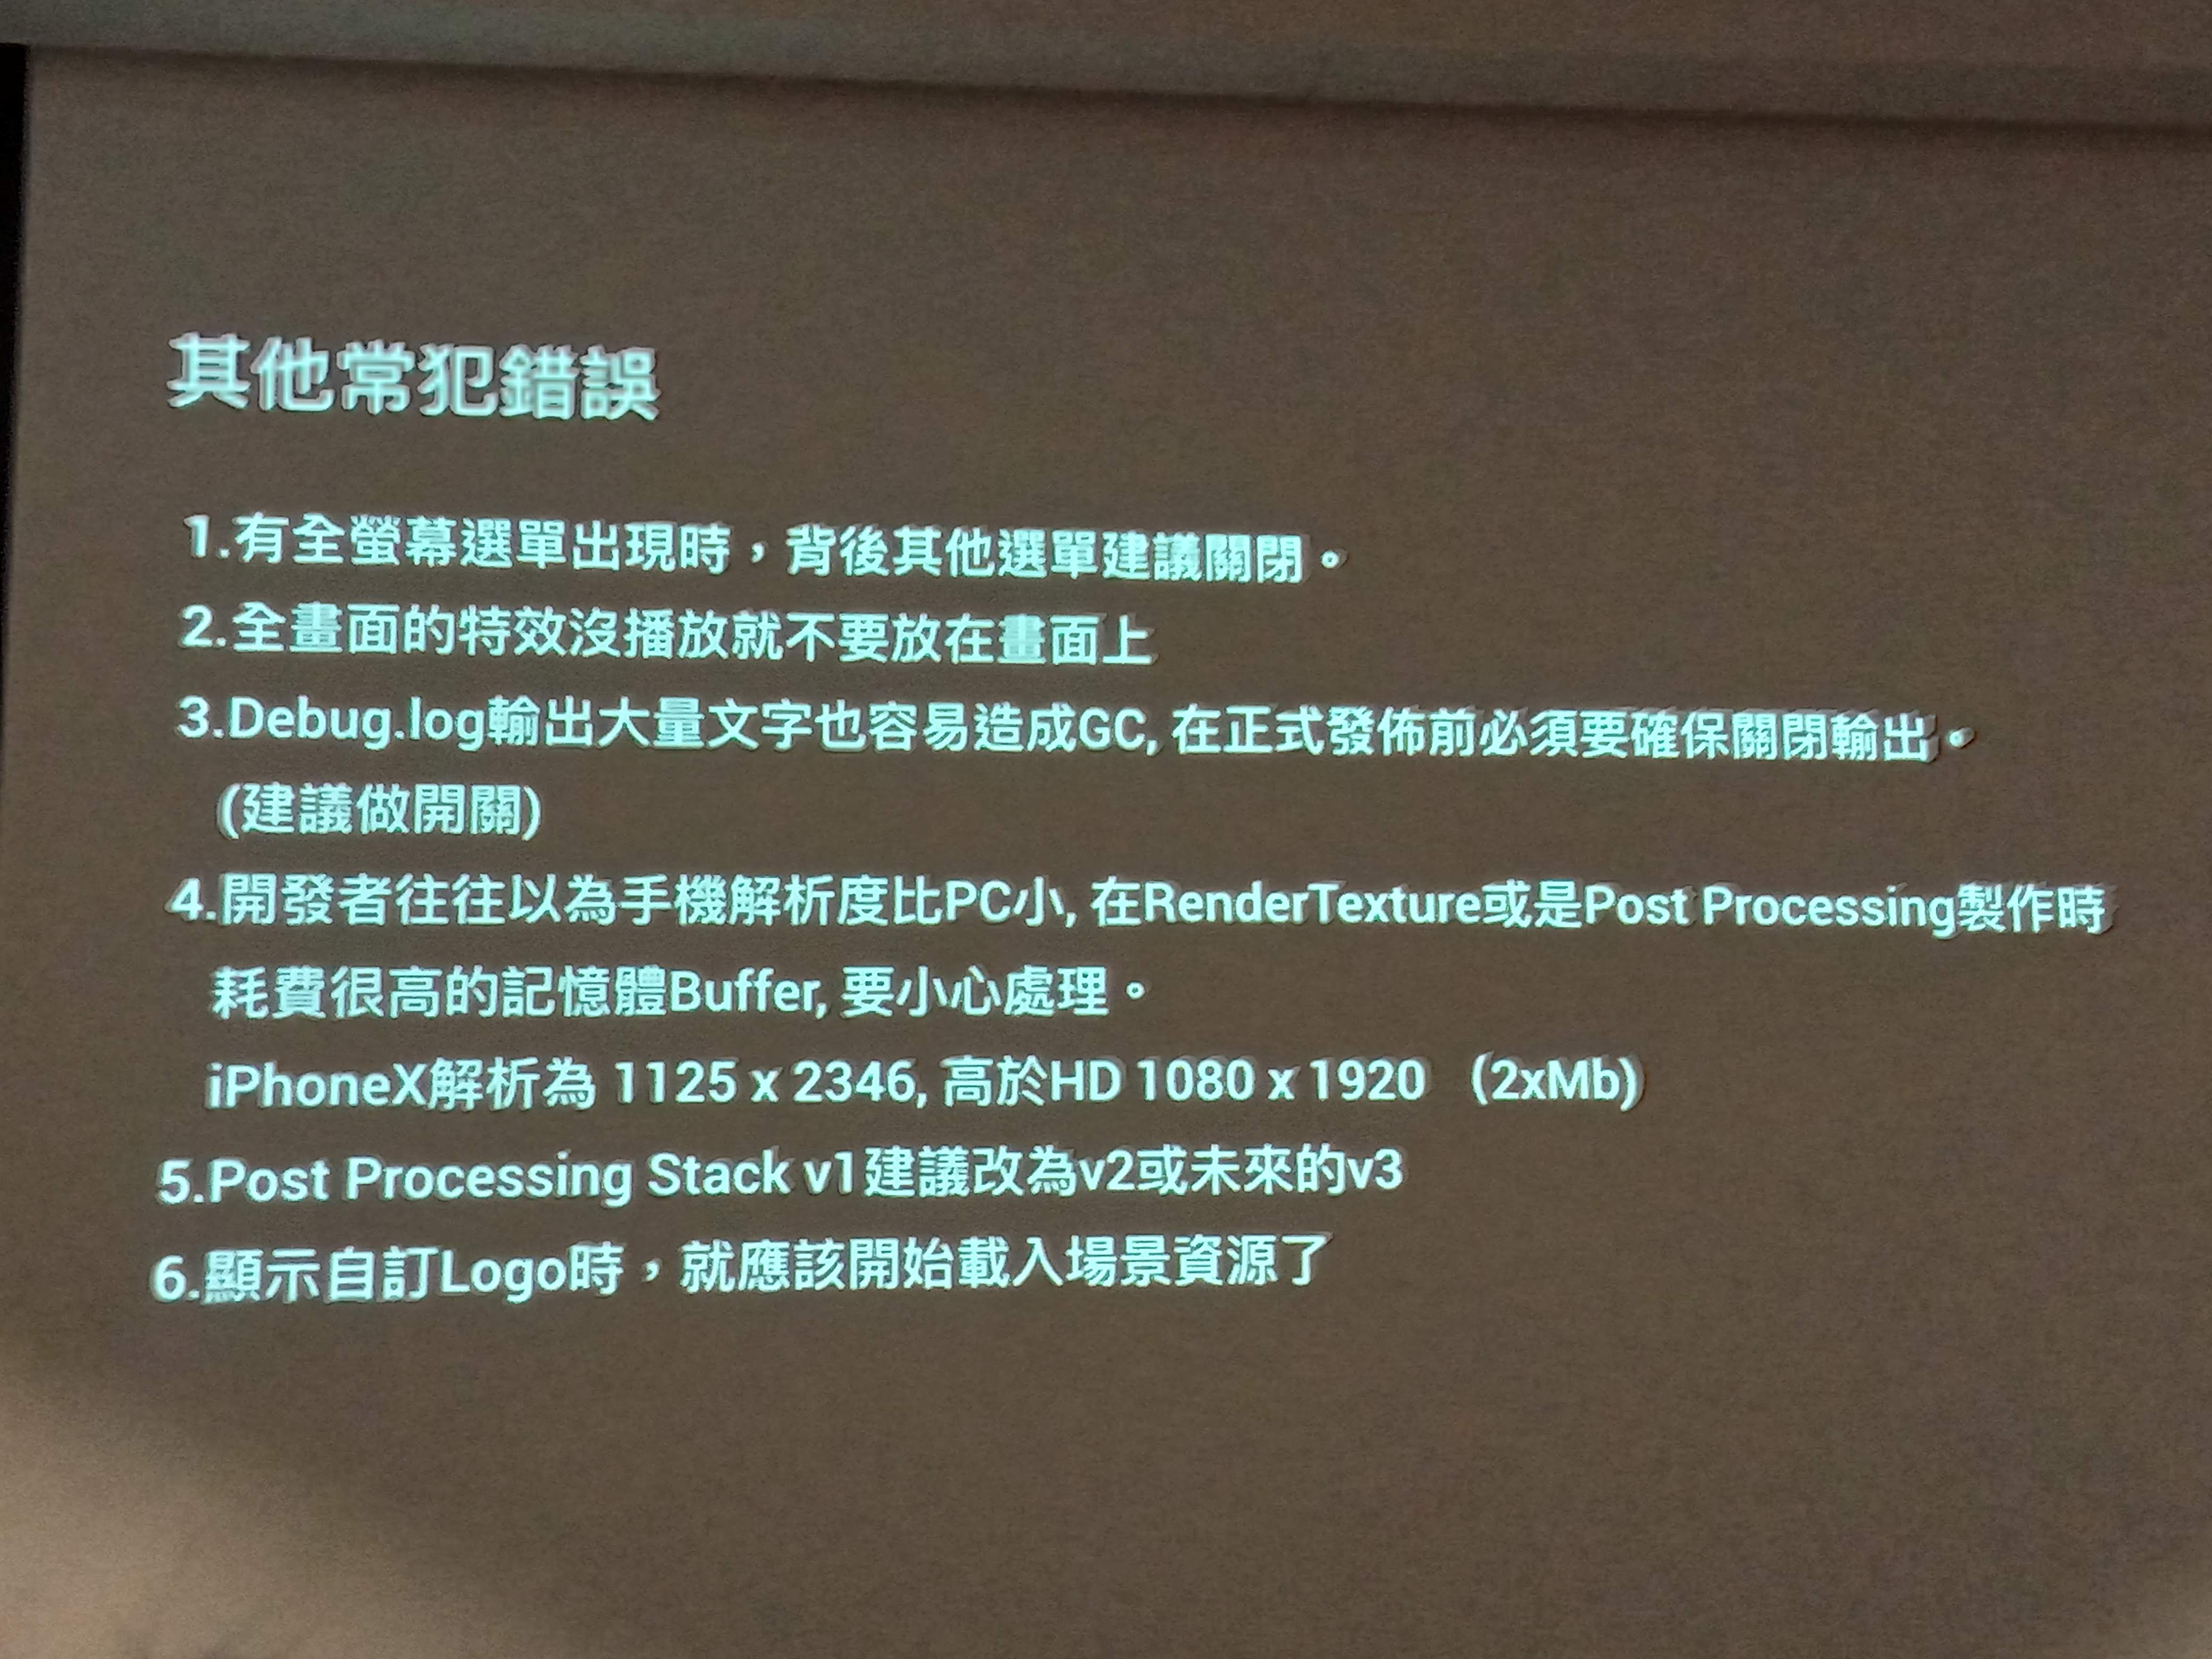 其他常犯錯誤
1.有全螢幕選單出現時，背後其他選單建議關閉。
2.全畫面的特效沒播放就不要放在畫面上
3.Debug.log輸出大量文字也容易造成GC, 在正式發佈前必須要確保關閉輸出。
(建議做開關)
4.開發者往往以為手機解析度比PC小, 在RenderTexture或是Post Processing製作時
耗費很高的記憶體Buffer, 要小心處理。
iPhoneX解析為 1125 x 2346, 高於HD 1080 x 1920 （2xMb)
5.Post Processing Stack v1建議改為v2或未來的v3
6.顯示自訂Logo時，就應該開始載入場景資源了